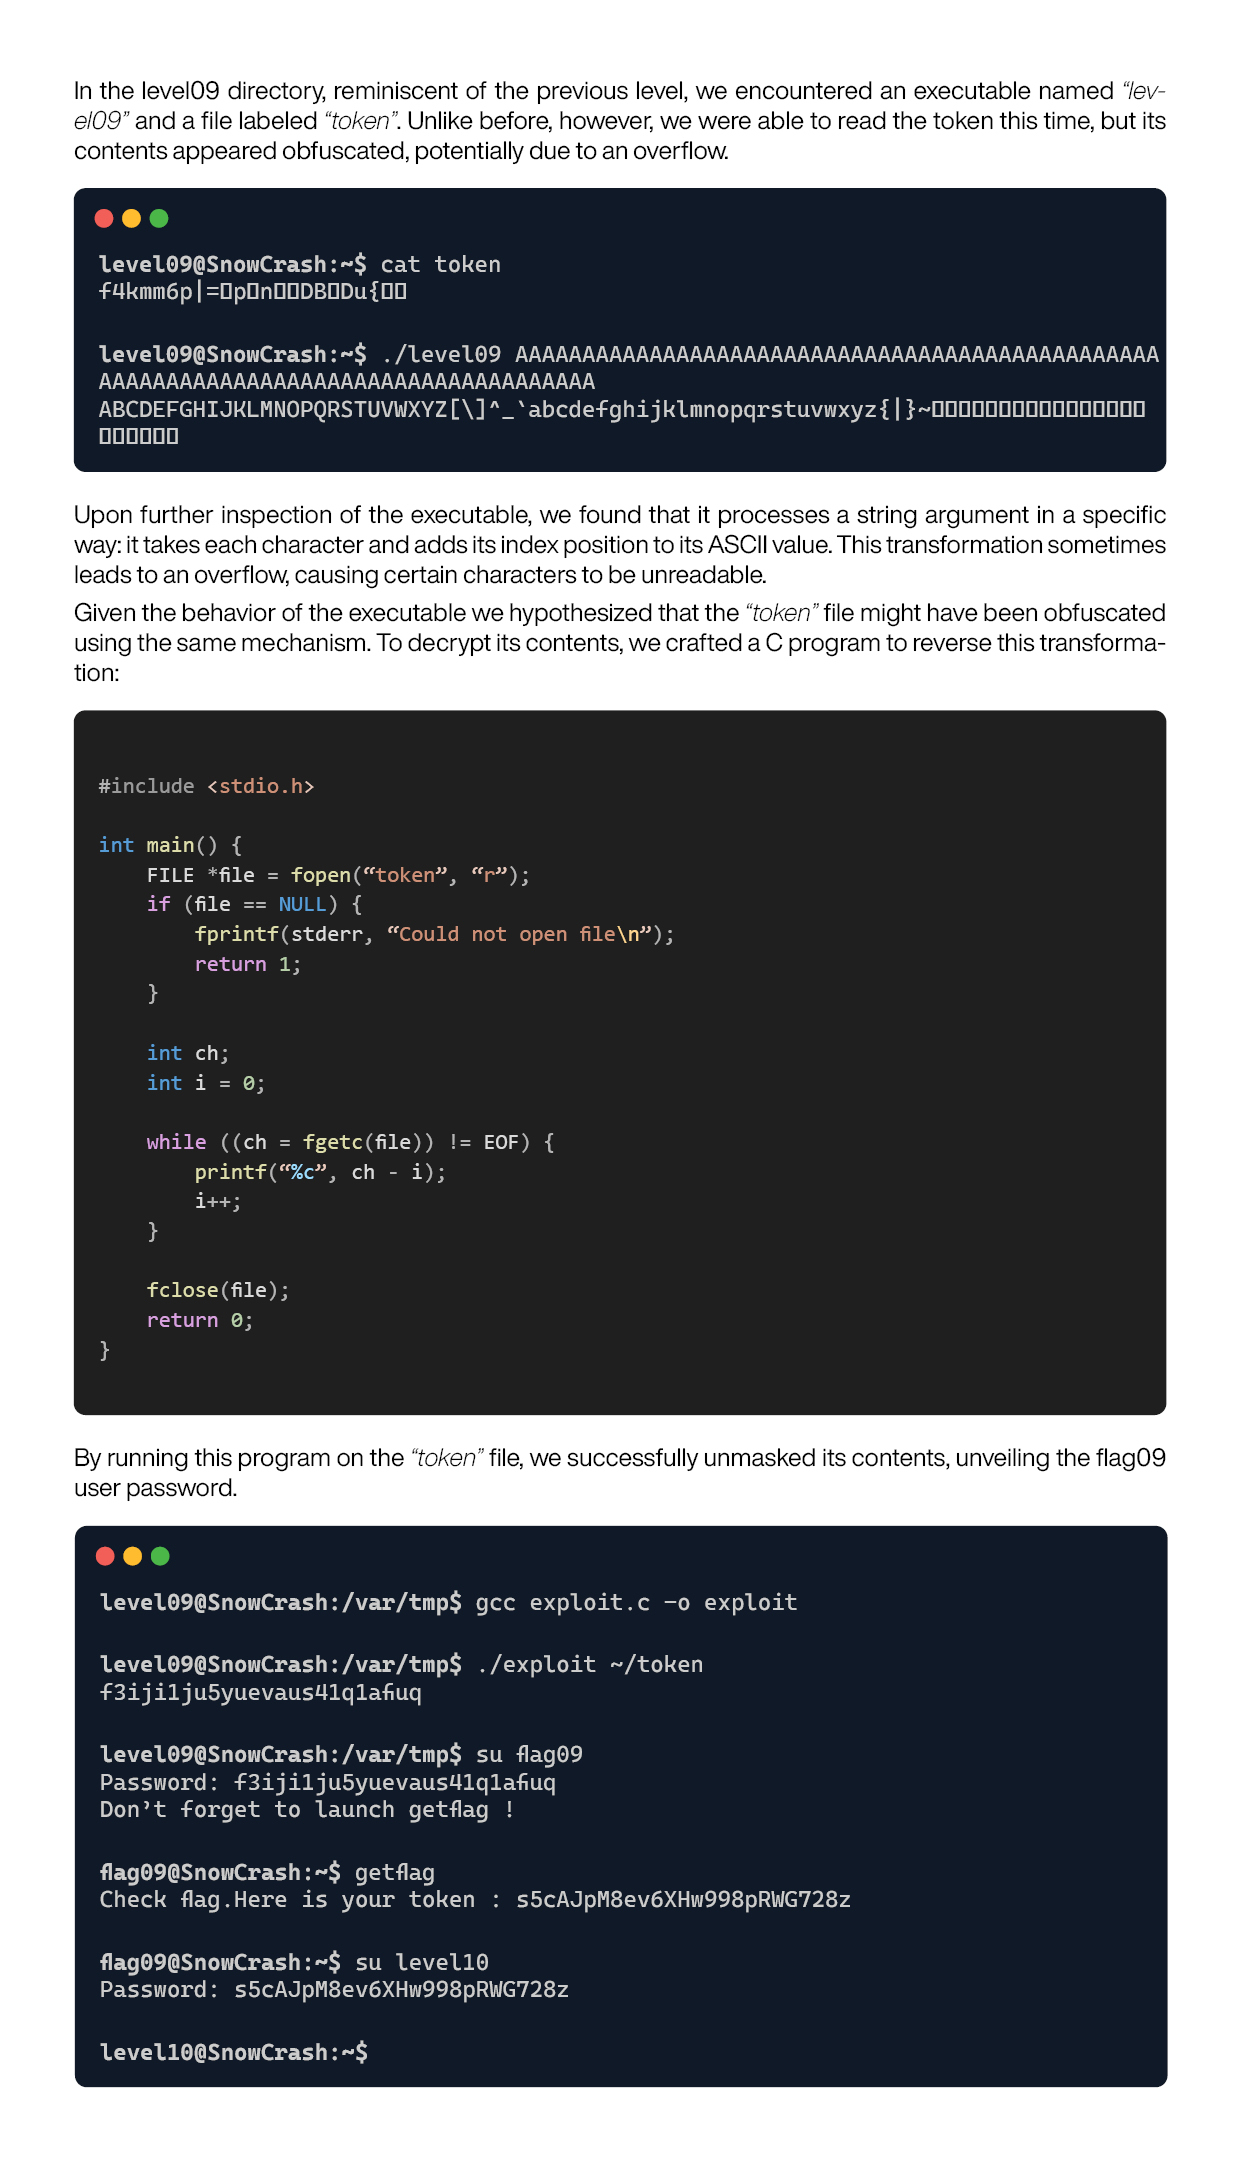 In the level09 directory, reminiscent of the previous level, we encountered an executable named “lev-
el09” and a file labeled “token”. Unlike before, however, we were able to read the token this time, but its
contents appeared obfuscated, potentially due to an overflow.
level09@SnowCrash:~$ cat token
f4kmm6p|=▯p▯n▯▯▯DB▯Du{▯▯
level09@SnowCrash:~$ ./level09 AAAAAAAAAAAAAAAAAAAAAAAAAAAAAAAAAAAAAAAAAAAAAAAA
AAAAAAAAAAAAAAAAAAAAAAAAAAAAAAAAAAAAA
ABCDEFGHIJKLMNOPQRSTUVWXYZ[\]^_‘abcdefghijklmnopqrstuvwxyz{|}~▯▯▯▯▯▯▯▯▯▯▯▯▯▯▯▯
▯▯▯▯▯▯
Upon further inspection of the executable, we found that it processes a string argument in a specific
way: it takes each character and adds its index position to its ASCII value. This transformation sometimes
leads to an overflow, causing certain characters to be unreadable.
Given the behavior of the executable we hypothesized that the “token” file might have been obfuscated
using the same mechanism. To decrypt its contents, we crafted a C program to reverse this transforma-
tion:
#include <stdio.h>
int main() {
FILE *file = fopen(“token”, “r”);
if (file == NULL) {
fprintf(stderr, “Could not open file\n”);
return 1;
}
int ch;
int i = 0;
while ((ch = fgetc(file)) != EOF) {
printf(“%c”, ch - i);
i++;
}
fclose(file);
return 0;
}
By running this program on the “token” file, we successfully unmasked its contents, unveiling the flag09
user password.
level09@SnowCrash:/var/tmp$ gcc exploit.c –o exploit
level09@SnowCrash:/var/tmp$ ./exploit ~/token
f3iji1ju5yuevaus41q1afiuq
level09@SnowCrash:/var/tmp$ su flag09
Password: f3iji1ju5yuevaus41q1afiuq
Don’t forget to launch getflag !
flag09@SnowCrash:~$ getflag
Check flag.Here is your token : s5cAJpM8ev6XHw998pRWG728z
flag09@SnowCrash:~$ su level10
Password: s5cAJpM8ev6XHw998pRWG728z
level10@SnowCrash:~$